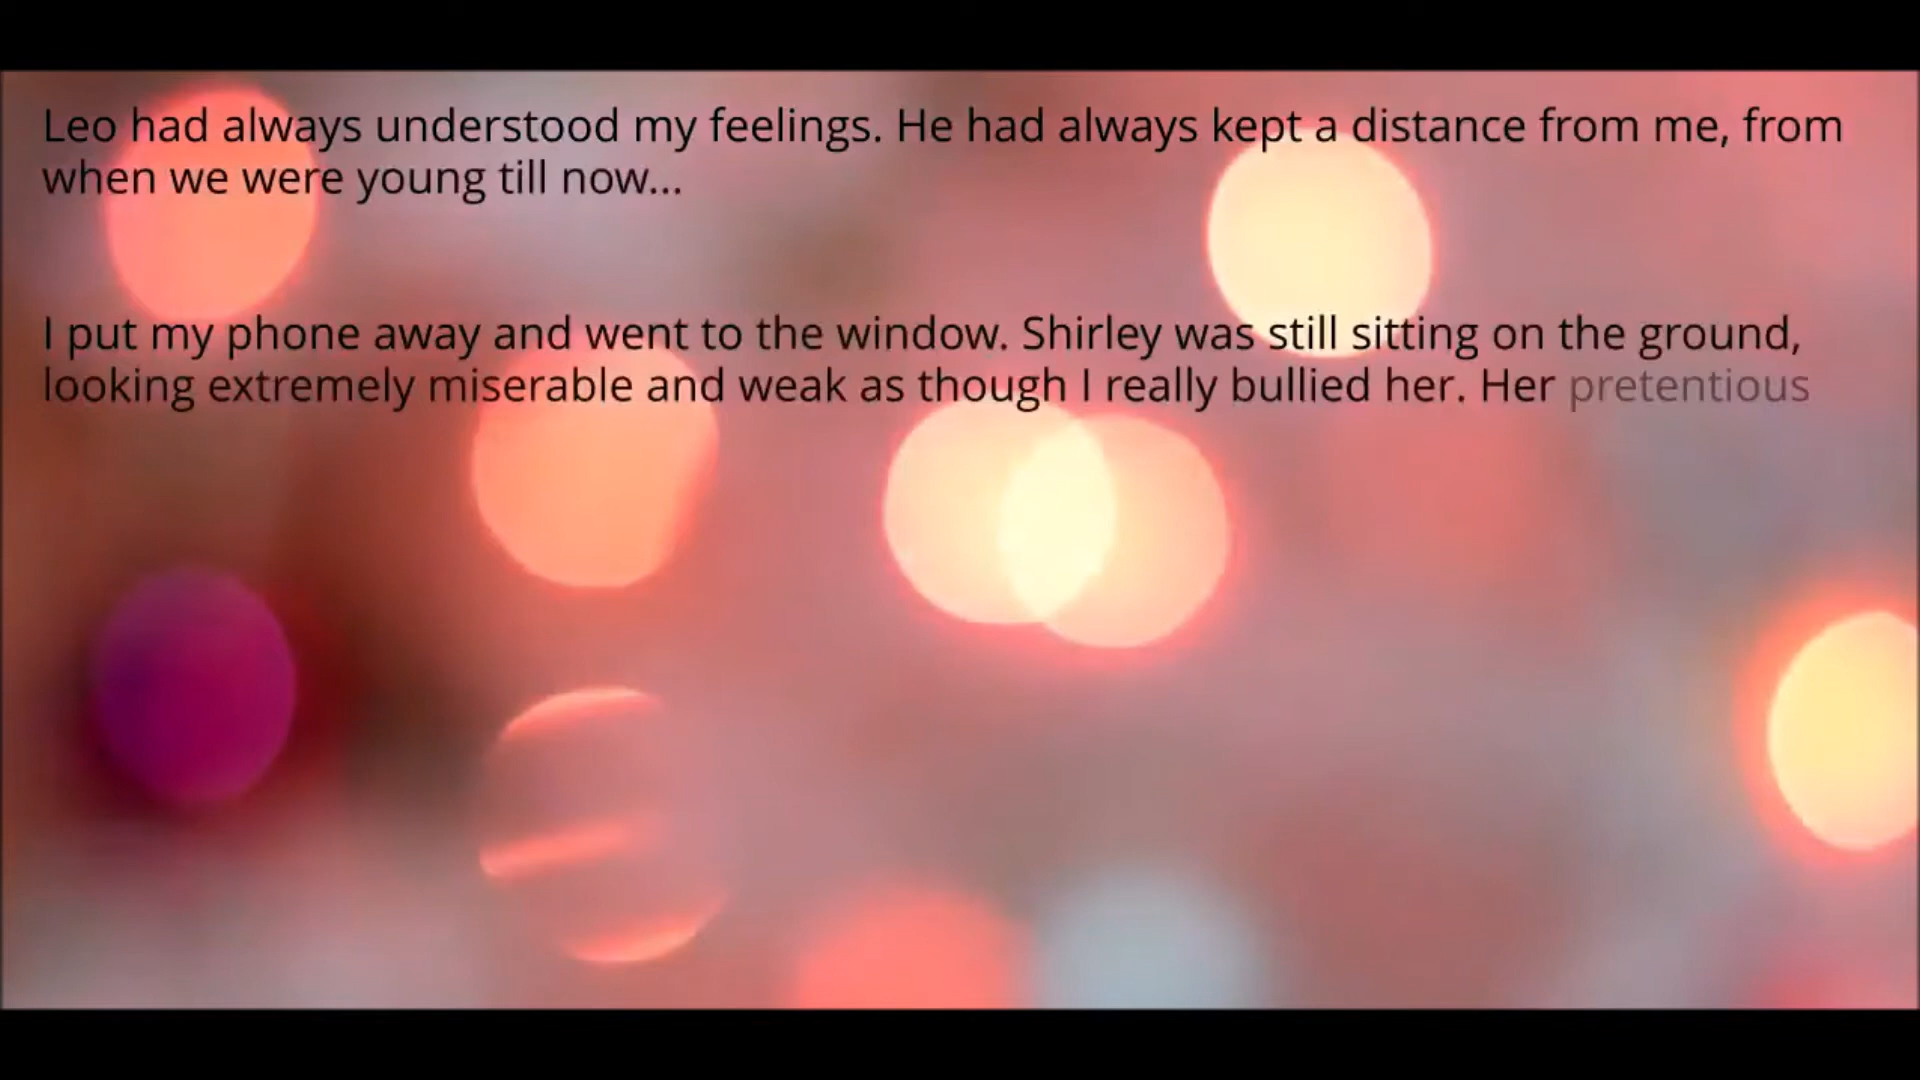 Leo had always understood my feelings. He had always kept a distance from me, from
when we were young till now...
I put my phone away and went to the window. Shirley was still sitting on the ground,
looking extremely miserable and weak as though I really bullied her. Her pretentious